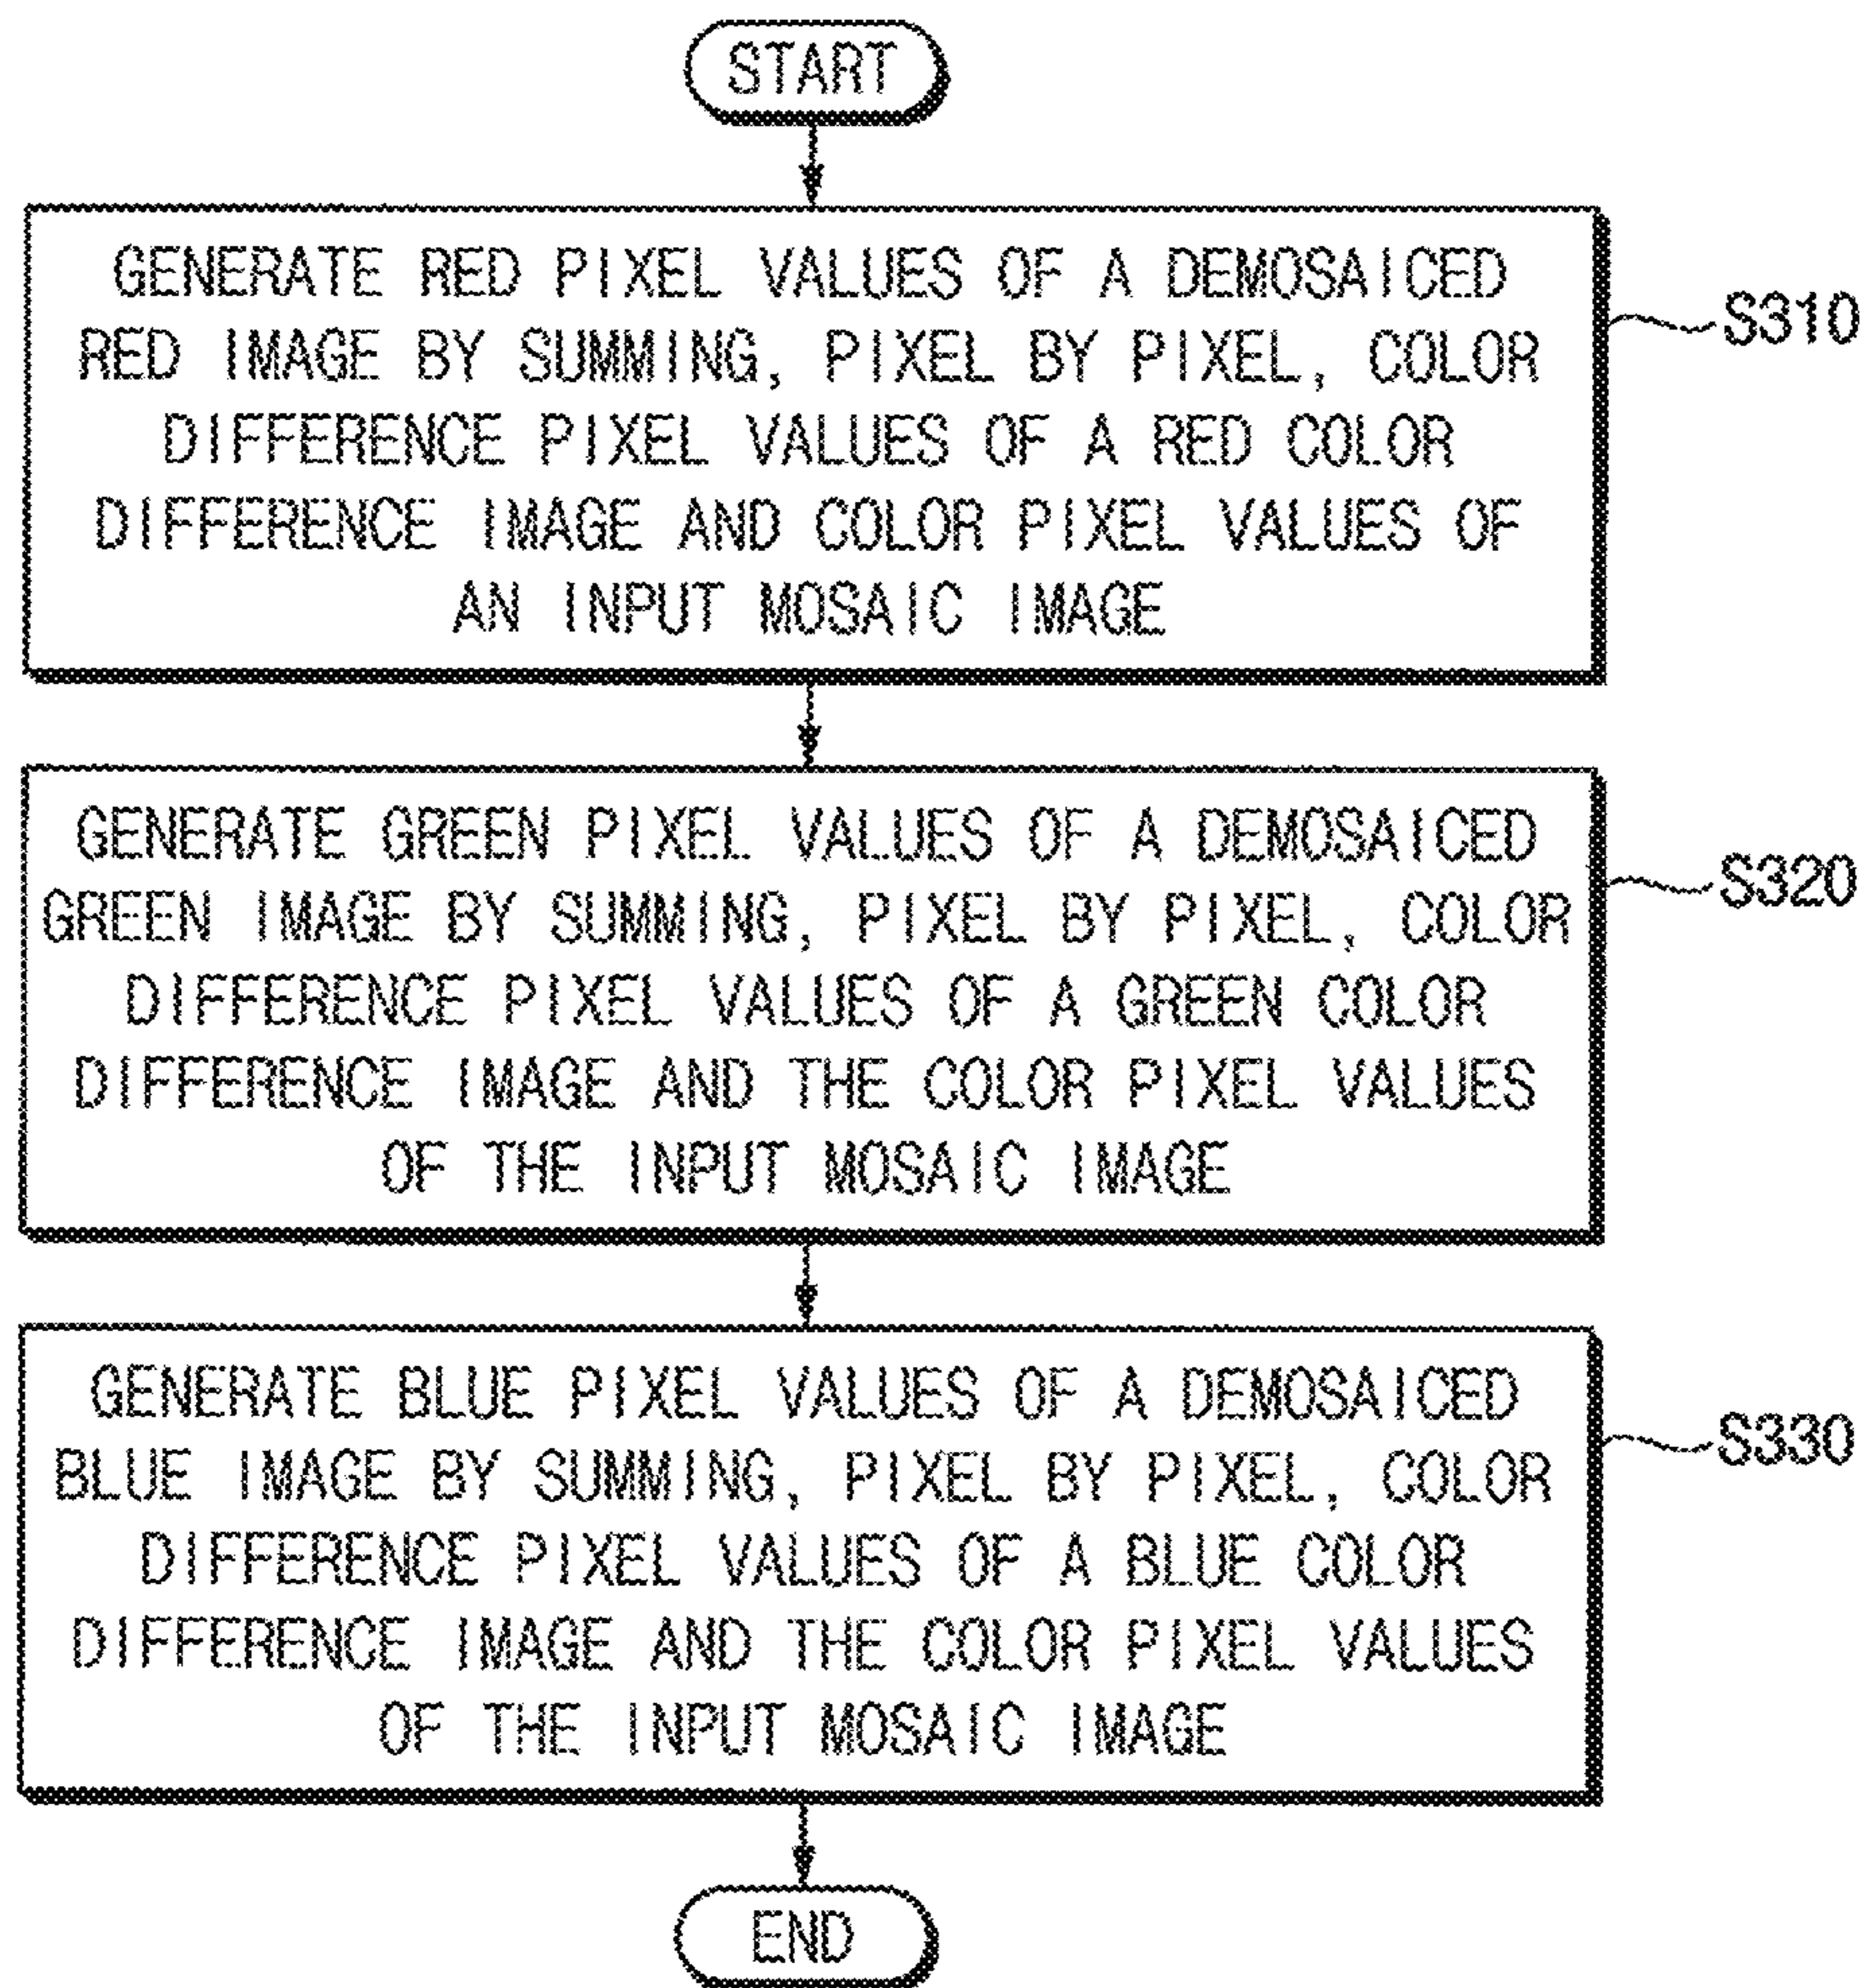 START
GENERATE RED PIXEL VALUES OF A DEMOSAICED
RED IMAGE BY SUMMING, PIXEL BY PIXEL, COLOR
DIFFERENCE PIXEL VALUES OF A RED COLOR
DIFFERENCE IMAGE AND COLOR PIXEL VALUES OF
AN INPUT MOSAIC IMAGE
S310
GENERATE GREEN PIXEL VALUES OF A DEMOSAICED
GREEN IMAGE BY SUMMING, PIXEL BY PIXEL, COLOR
DIFFERENCE PIXEL VALUES OF A GREEN COLOR
DIFFERENCE IMAGE AND THE COLOR PIXEL VALUES
OF THE INPUT MOSAIC IMAGE
S320
GENERATE BLUE PIXEL VALUES OF A DEMOSAICED
BLUE IMAGE BY SUMMING, PIXEL BY PIXEL, COLOR
DIFFERENCE PIXEL VALUES OF A BLUE COLOR
DIFFERENCE IMAGE AND THE COLOR PIXEL VALUES
OF THE INPUT MOSAIC IMAGE
S330
END